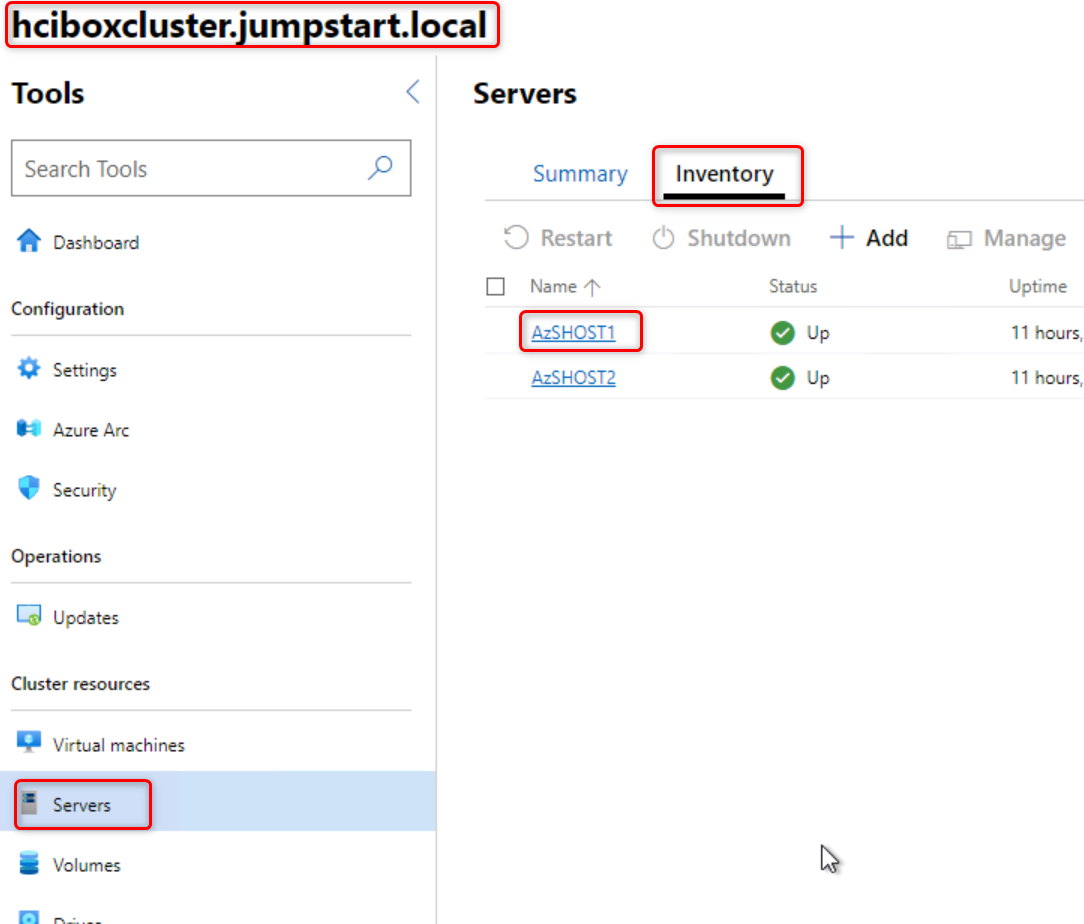 hciboxcluster.jumpstart.local
Tools
Search Tools
Dashboard
Configuration
Settings
Azure Arc
Security
Operations
Updates
Cluster resources
Virtual machines
Servers
Volumes
Servers
Summary Inventory
Restart Shutdown Add Manage
Name Status Uptime
AzSHOST1 Up 11 hours,
AzSHOST2 Up 11 hours,